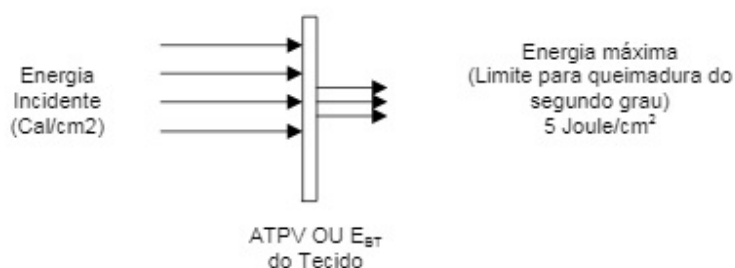 Energia
Incidente
(Cal/cm2)
Energia máxima
(Limite para queimadura do
segundo grau)
5 Joule/cm²
ATPV OU E_BT
do Tecido